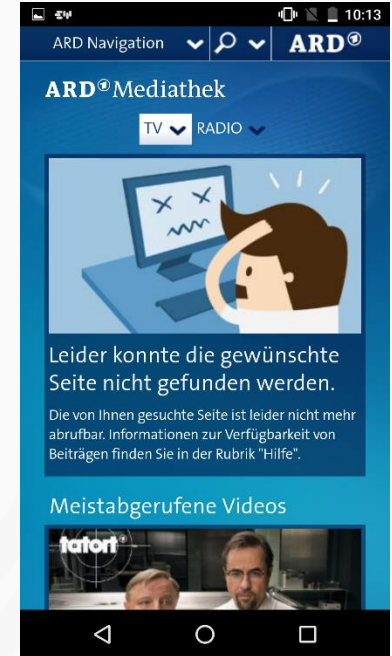 10:13
ARD Navigation ARD®
ARD® Mediathek
TV RADIO
Leider konnte die gewünschte
Seite nicht gefunden werden.
Die von Ihnen gesuchte Seite ist leider nicht mehr
abrufbar. Informationen zur Verfügbarkeit von
Beiträgen finden Sie in der Rubrik "Hilfe".
Meistabgerufene Videos
tatort